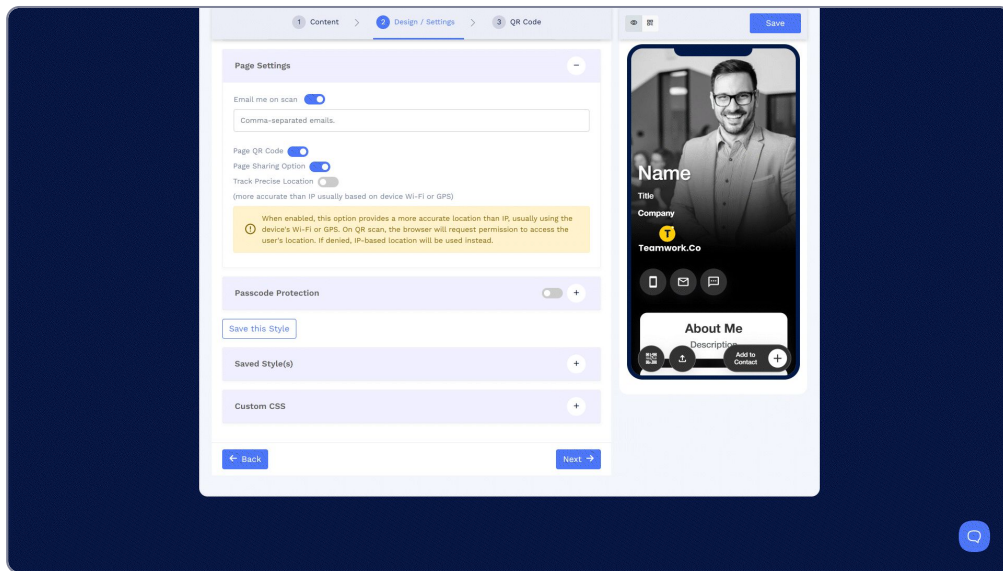 1 Content > 2 Design / Settings > 3 QR Code
Save
Page Settings
Email me on scan
Comma-separated emails.
Page QR Code
Page Sharing Option
Track Precise Location
(more accurate than IP usually based on device Wi-Fi or GPS)
When enabled, this option provides a more accurate location than IP, usually using the
device's Wi-Fi or GPS. On QR scan, the browser will request permission to access the
user's location. If denied, IP-based location will be used instead.
Passcode Protection
Save this Style
Saved Style(s)
Custom CSS
← Back
Next →
Name
Title
Company
T
Teamwork.Co
About Me
Description
Add to
Contact